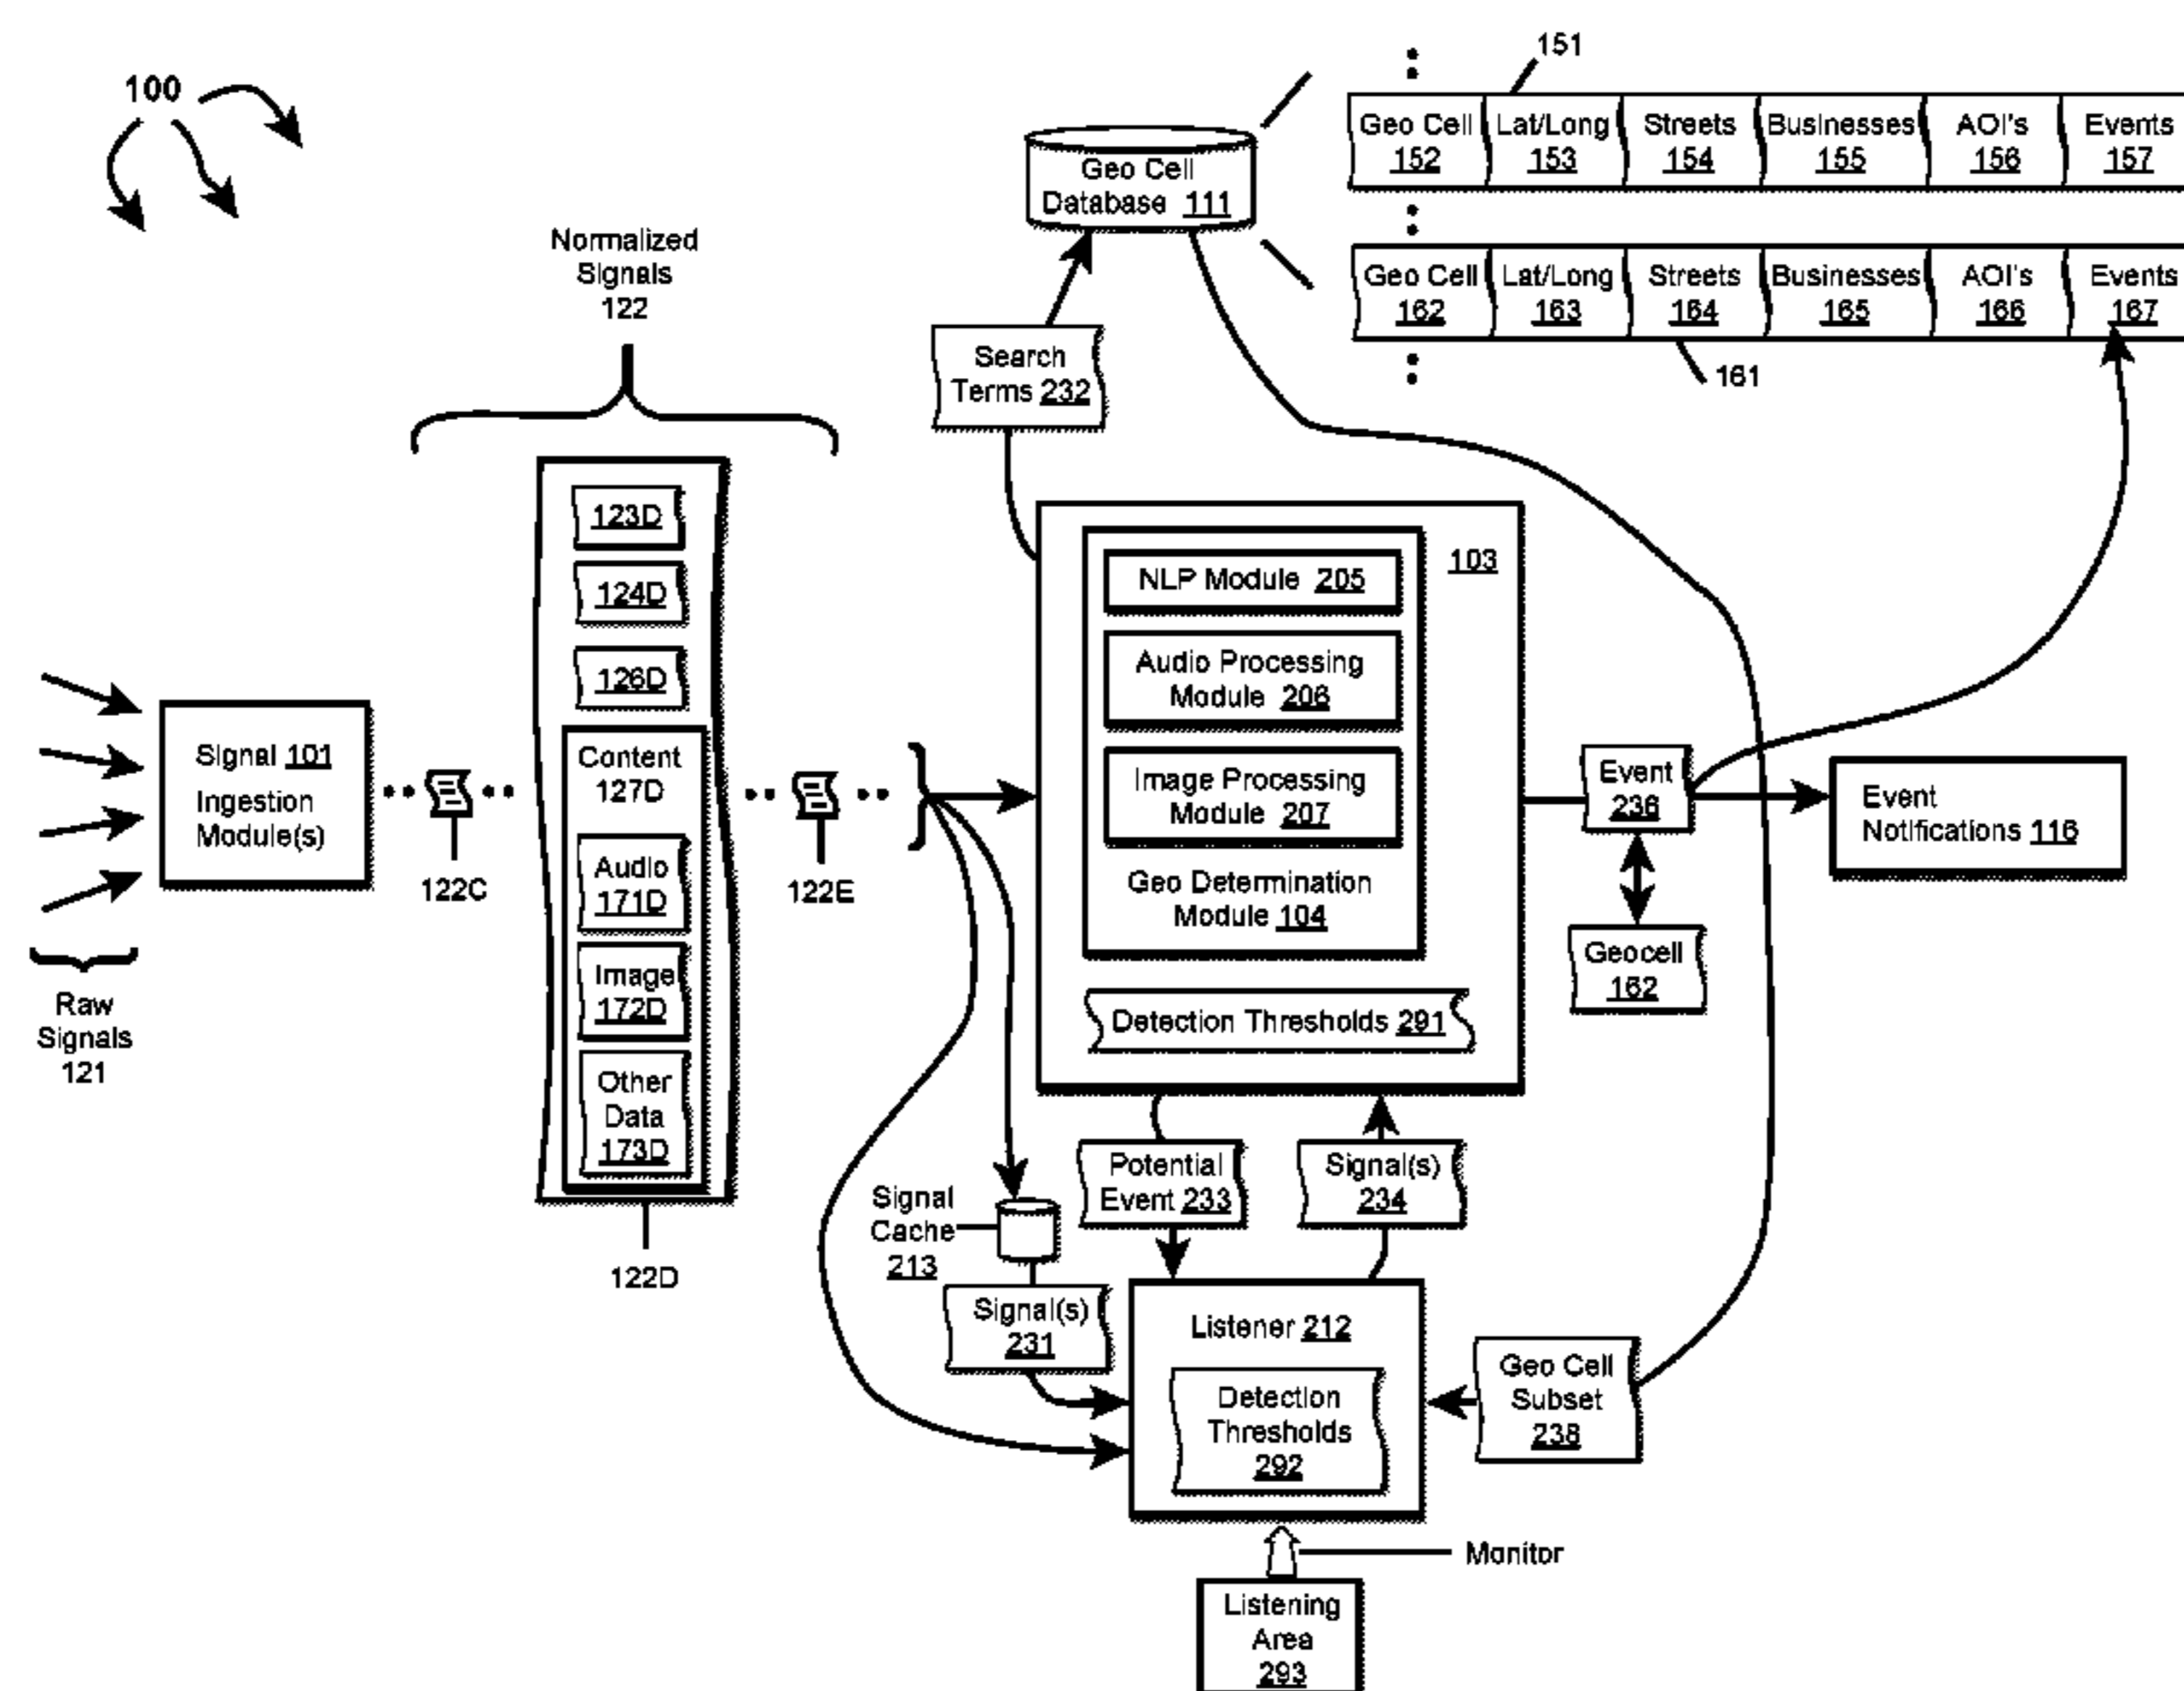 100
151
Geo Cell 152
Lat/Long 153
Streets 154
Businesses 155
AOI's 156
Events 157
Geo Cell
Database 111
Geo Cell 162
Lat/Long 163
Streets 164
Businesses 165
AOI's 166
Events 167
161
Normalized
Signals
122
Search
Terms 232
123D
124D
126D
Content
127D
Audio
171D
Image
172D
Other
Data
173D
122D
Signal 101
Ingestion
Module(s)
122C
122E
Raw
Signals
121
103
NLP Module 205
Audio Processing
Module 206
Image Processing
Module 207
Geo Determination
Module 104
Detection Thresholds 291
Event
236
Event
Notifications 116
Geocell
162
Potential
Event 233
Signal(s)
234
Signal
Cache
213
Signal(s)
231
Listener 212
Detection
Thresholds
292
Geo Cell
Subset
238
Monitor
Listening
Area
293